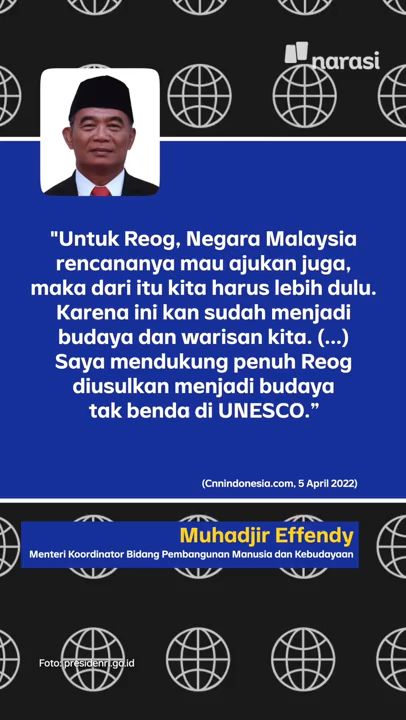 narasi
"Untuk Reog, Negara Malaysia
rencananya mau ajukan juga,
maka dari itu kita harus lebih dulu.
Karena ini kan sudah menjadi
budaya dan warisan kita. (...)
Saya mendukung penuh Reog
diusulkan menjadi budaya
tak benda di UNESCO.”
(Cnnindonesia.com, 5 April 2022)
Muhadjir Effendy
Menteri Koordinator Bidang Pembangunan Manusia dan Kebudayaan
Foto: presidenri.go.id